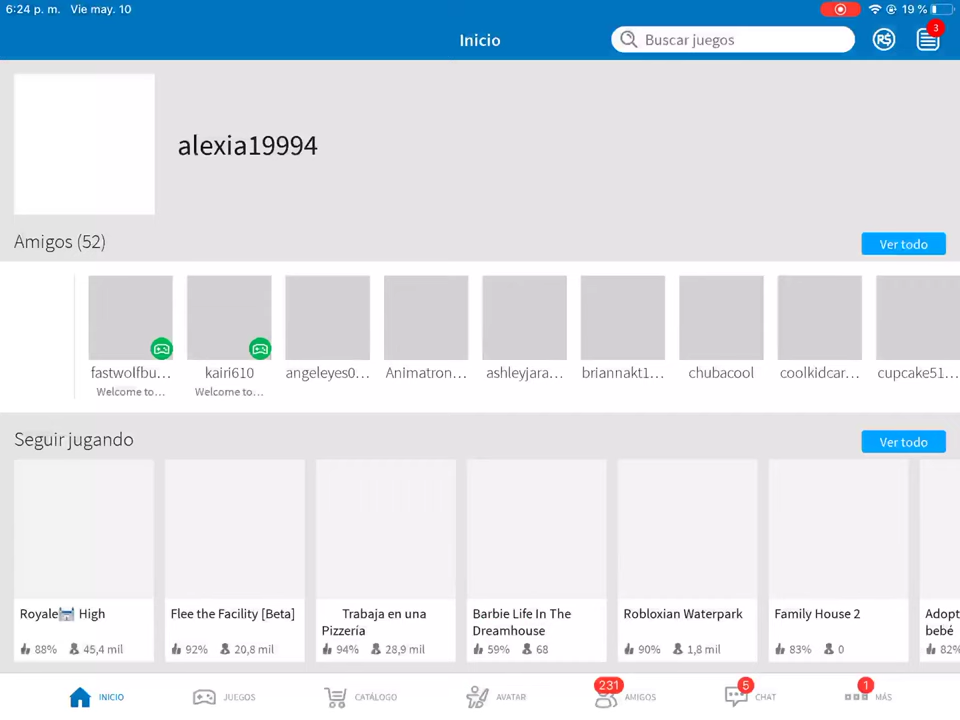 6:24 p. m. Vie may. 10 19 %
Inicio
Buscar juegos
R$
3
alexia19994
Amigos (52)
Ver todo
fastwolfbu... kairi610 angeleyes0... Animatron... ashleyjara... briannakt1... chubacool coolkidcar... cupcake51...
Welcome to... Welcome to...
Seguir jugando
Ver todo
Royale🏰 High
88% 45,4 mil
Flee the Facility [Beta]
92% 20,8 mil
Trabaja en una
Pizzería
94% 28,9 mil
Barbie Life In The
Dreamhouse
59% 68
Robloxian Waterpark
90% 1,8 mil
Family House 2
83% 0
Adopt
bebé
82%
INICIO JUEGOS CATÁLOGO AVATAR 231 AMIGOS 5 CHAT 1 MÁS